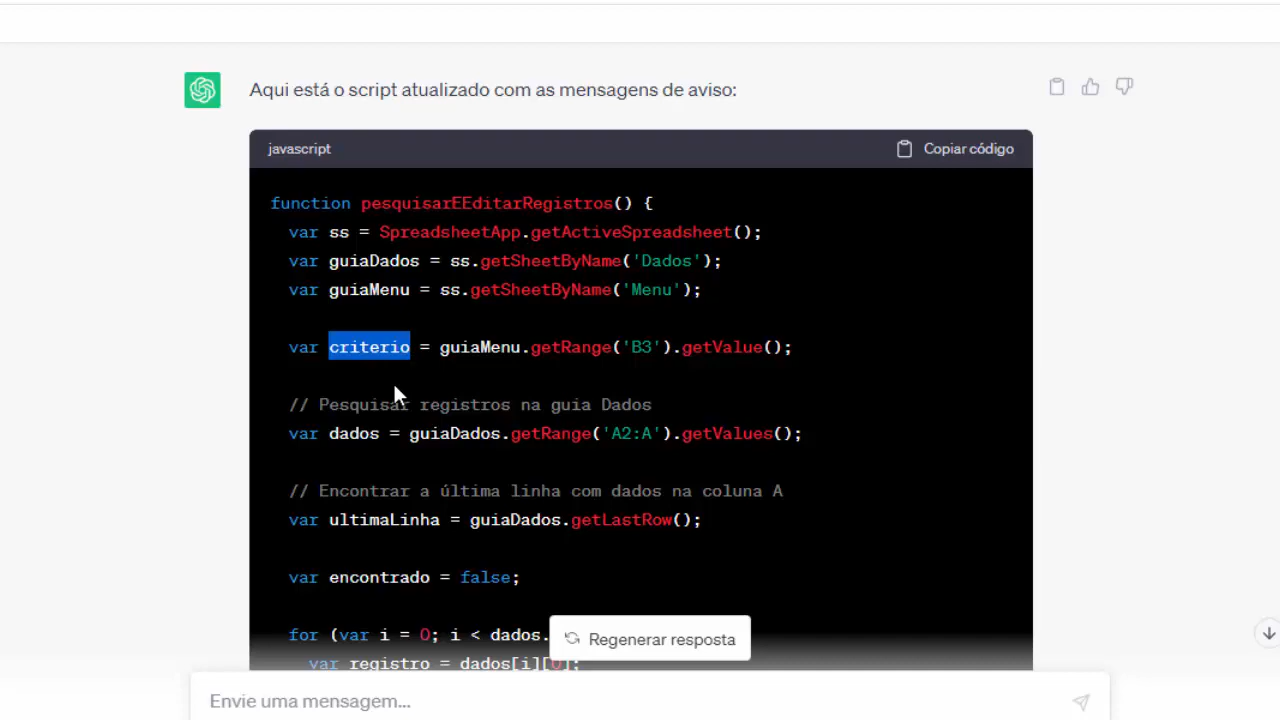 Aqui está o script atualizado com as mensagens de aviso:
javascript
Copiar código
function pesquisarEEditarRegistros() {
var ss = SpreadsheetApp.getActiveSpreadsheet();
var guiaDados = ss.getSheetByName('Dados');
var guiaMenu = ss.getSheetByName('Menu');
var criterio = guiaMenu.getRange('B3').getValue();
// Pesquisar registros na guia Dados
var dados = guiaDados.getRange('A2:A').getValues();
// Encontrar a última linha com dados na coluna A
var ultimaLinha = guiaDados.getLastRow();
var encontrado = false;
for (var i = 0; i < dados.
Regenerar resposta
var registro = dados[i][0];
Envie uma mensagem...